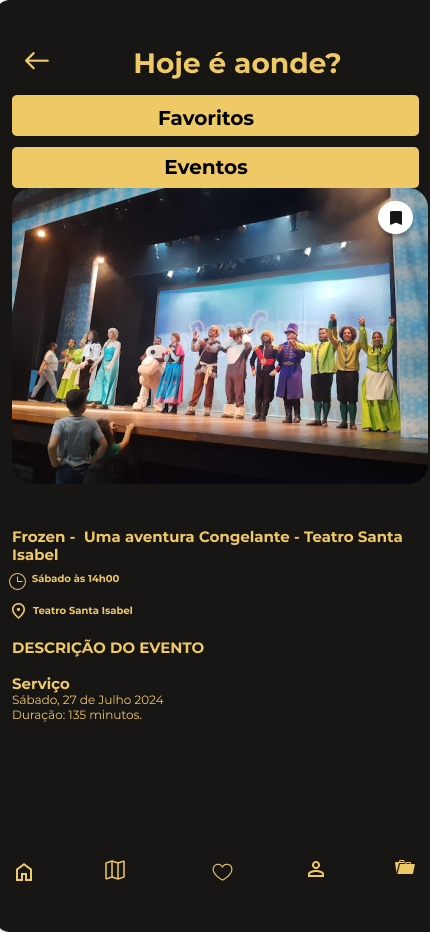 Hoje é aonde?
Favoritos
Eventos
Frozen - Uma aventura Congelante - Teatro Santa
Isabel
Sábado às 14h00
Teatro Santa Isabel
DESCRIÇÃO DO EVENTO
Serviço
Sábado, 27 de Julho 2024
Duração: 135 minutos.